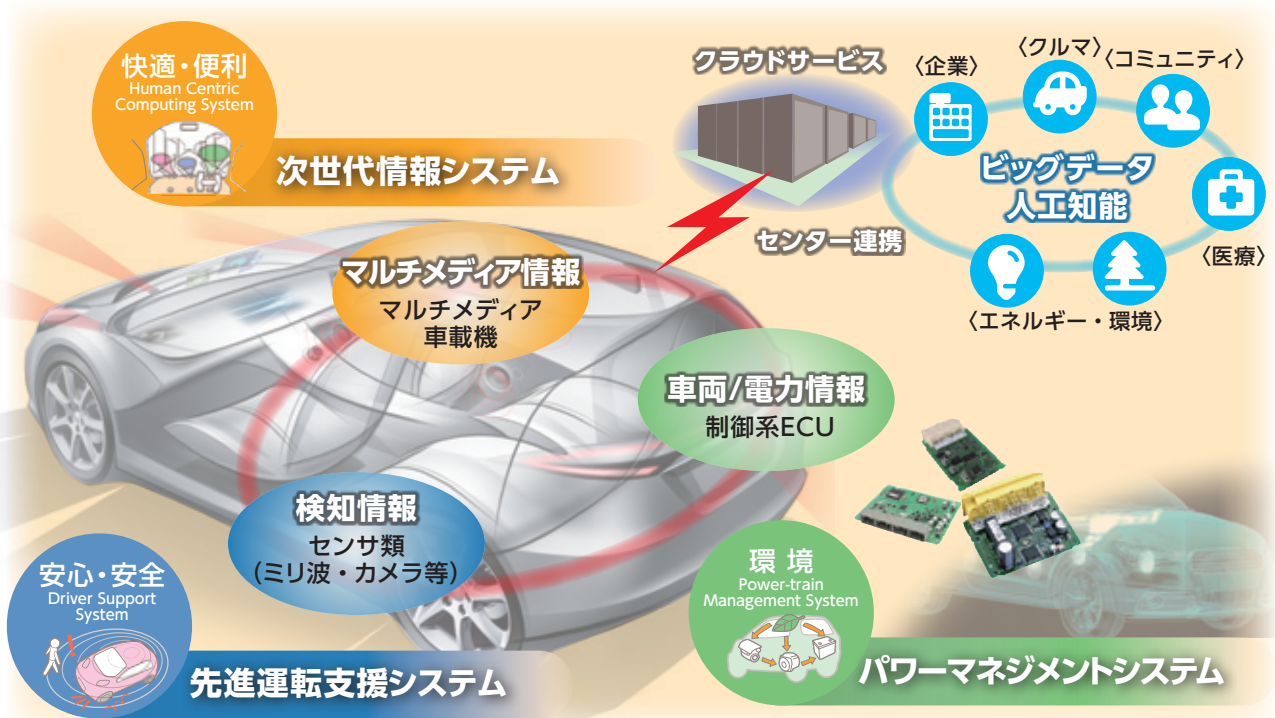 快適・便利
Human Centric
Computing System
次世代情報システム
クラウドサービス
センター連携
〈企業〉
〈クルマ〉
〈コミュニティ〉
ビッグデータ
人工知能
〈医療〉
〈エネルギー・環境〉
マルチメディア情報
マルチメディア
車載機
車両/電力情報
制御系ECU
検知情報
センサ類
(ミリ波・カメラ等)
安心・安全
Driver Support
System
先進運転支援システム
環 境
Power-train
Management System
パワーマネジメントシステム